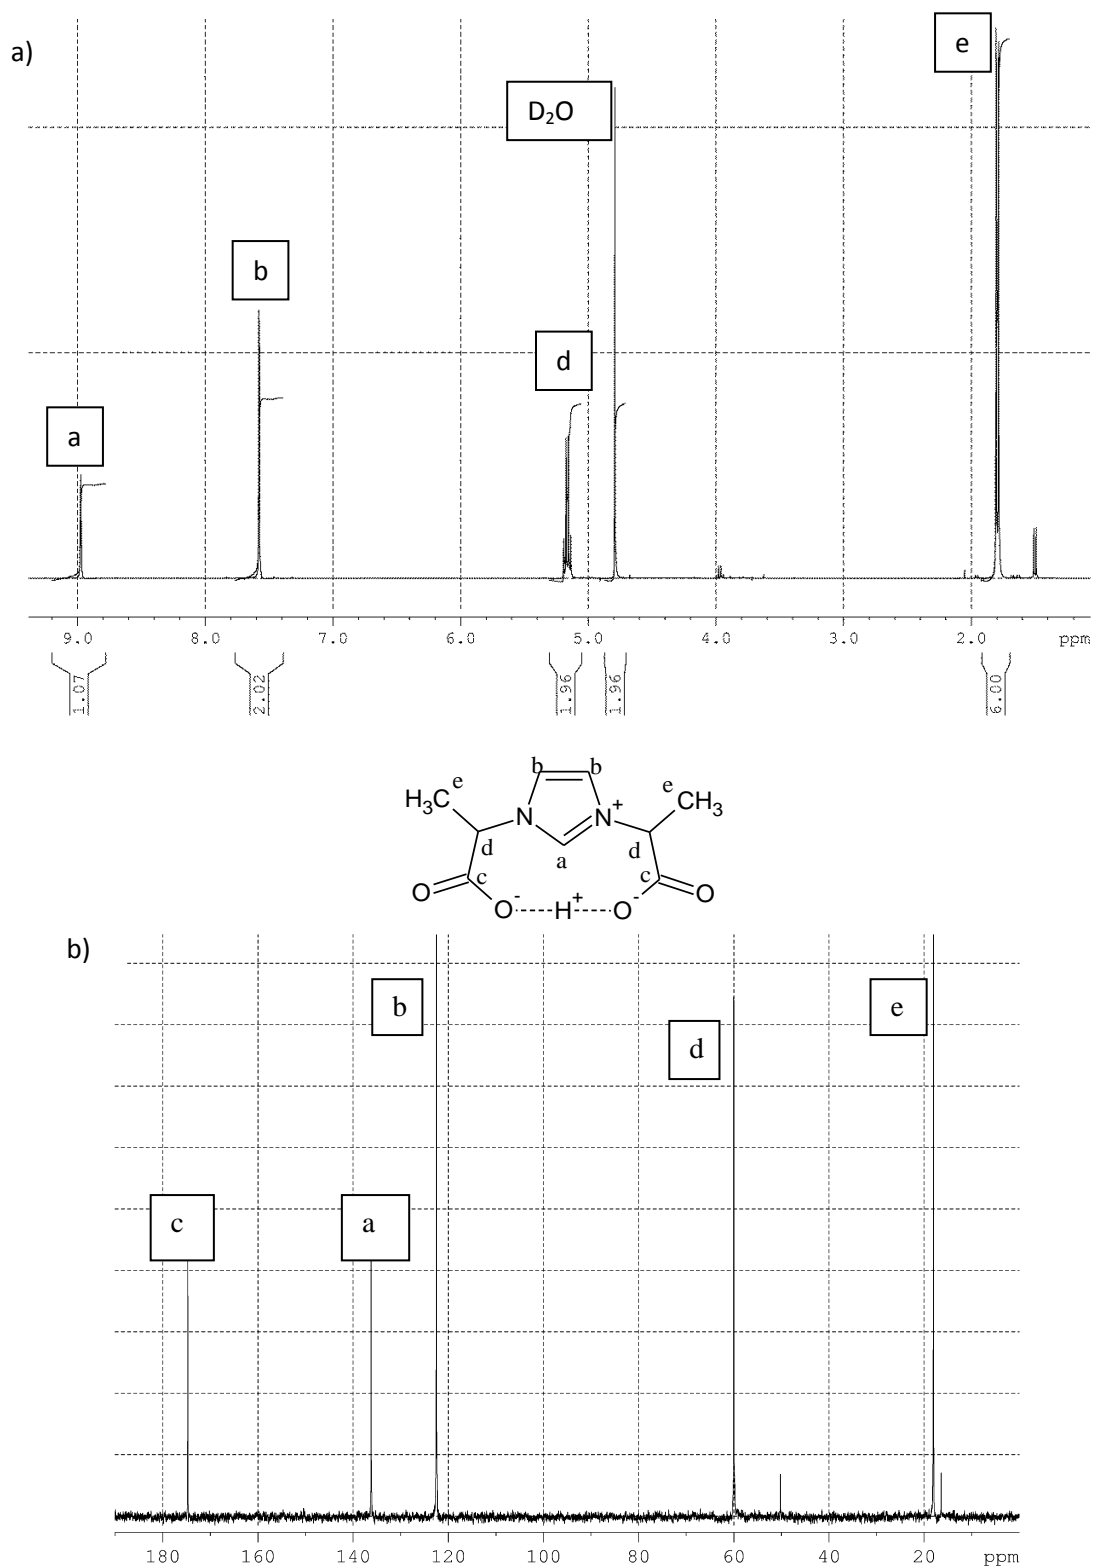 a)
e
D₂O
b
d
a
9.0 8.0 7.0 6.0 5.0 4.0 3.0 2.0 ppm
1.07 2.02 1.96 1.96 6.00
b b
e e
H₃C N N⁺ CH₃
d a d
c c
O O⁻ H⁺ O⁻ O
b)
b e
d
c a
180 160 140 120 100 80 60 40 20 ppm